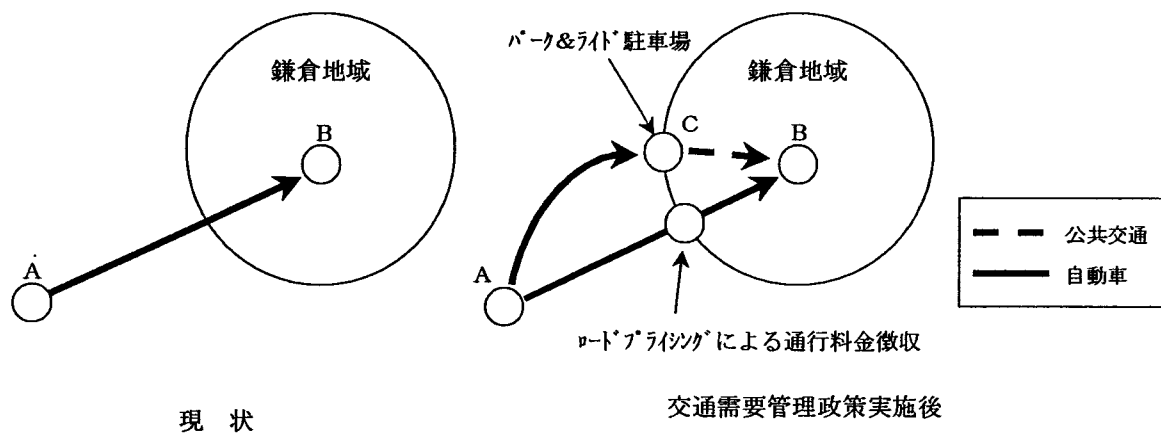 鎌倉地域
B
A
現 状
ﾊﾟｰｸ&ﾗｲﾄﾞ駐車場
鎌倉地域
C
B
A
ﾛｰﾄﾞﾌﾟﾗｲｼﾝｸﾞによる通行料金徴収
交通需要管理政策実施後
公共交通
自動車